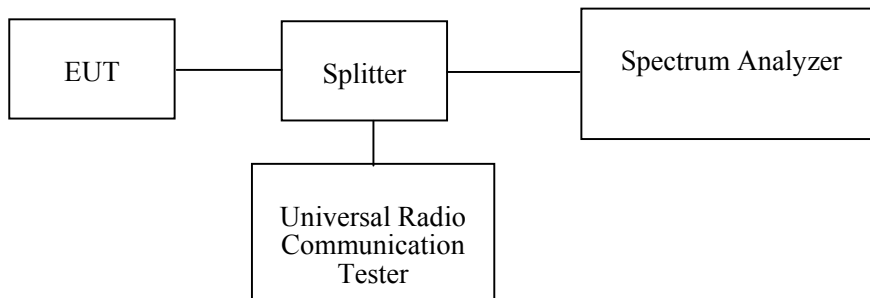 EUT
Splitter
Spectrum Analyzer
Universal Radio
Communication
Tester